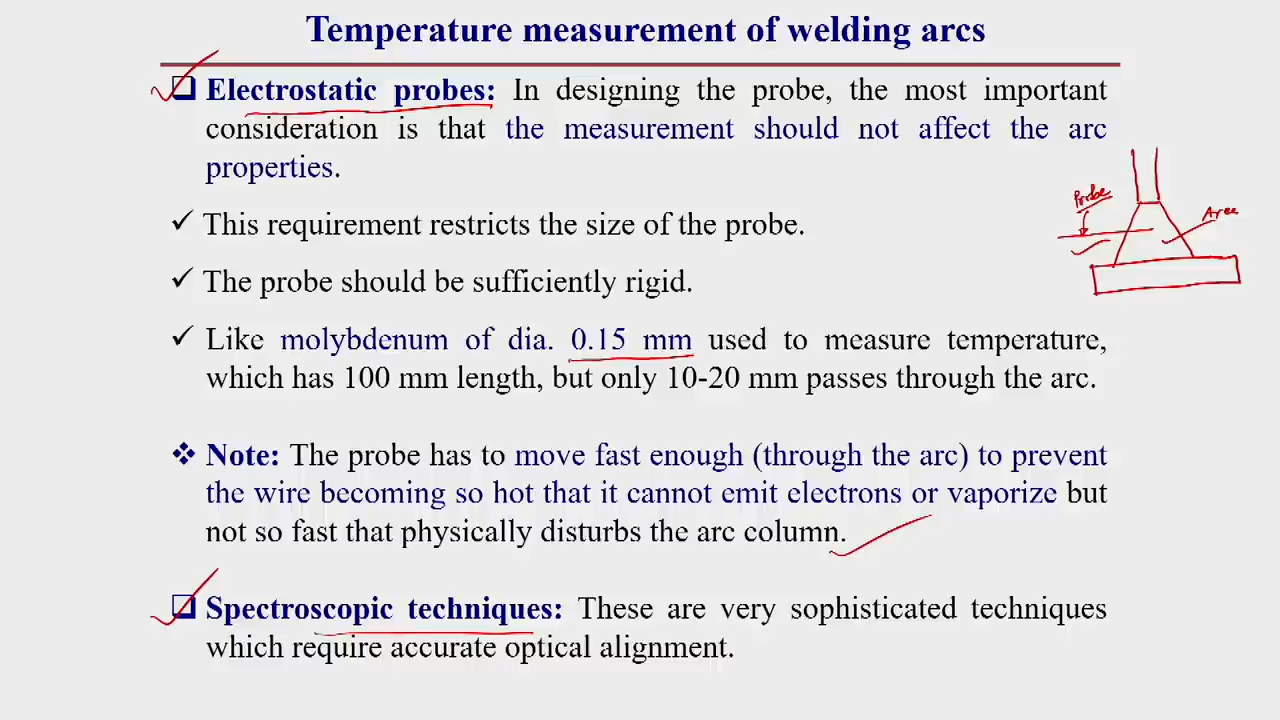 Temperature measurement of welding arcs
Electrostatic probes: In designing the probe, the most important
consideration is that the measurement should not affect the arc
properties.
This requirement restricts the size of the probe.
The probe should be sufficiently rigid.
Like molybdenum of dia. 0.15 mm used to measure temperature,
which has 100 mm length, but only 10-20 mm passes through the arc.
Note: The probe has to move fast enough (through the arc) to prevent
the wire becoming so hot that it cannot emit electrons or vaporize but
not so fast that physically disturbs the arc column.
Spectroscopic techniques: These are very sophisticated techniques
which require accurate optical alignment.
Probe